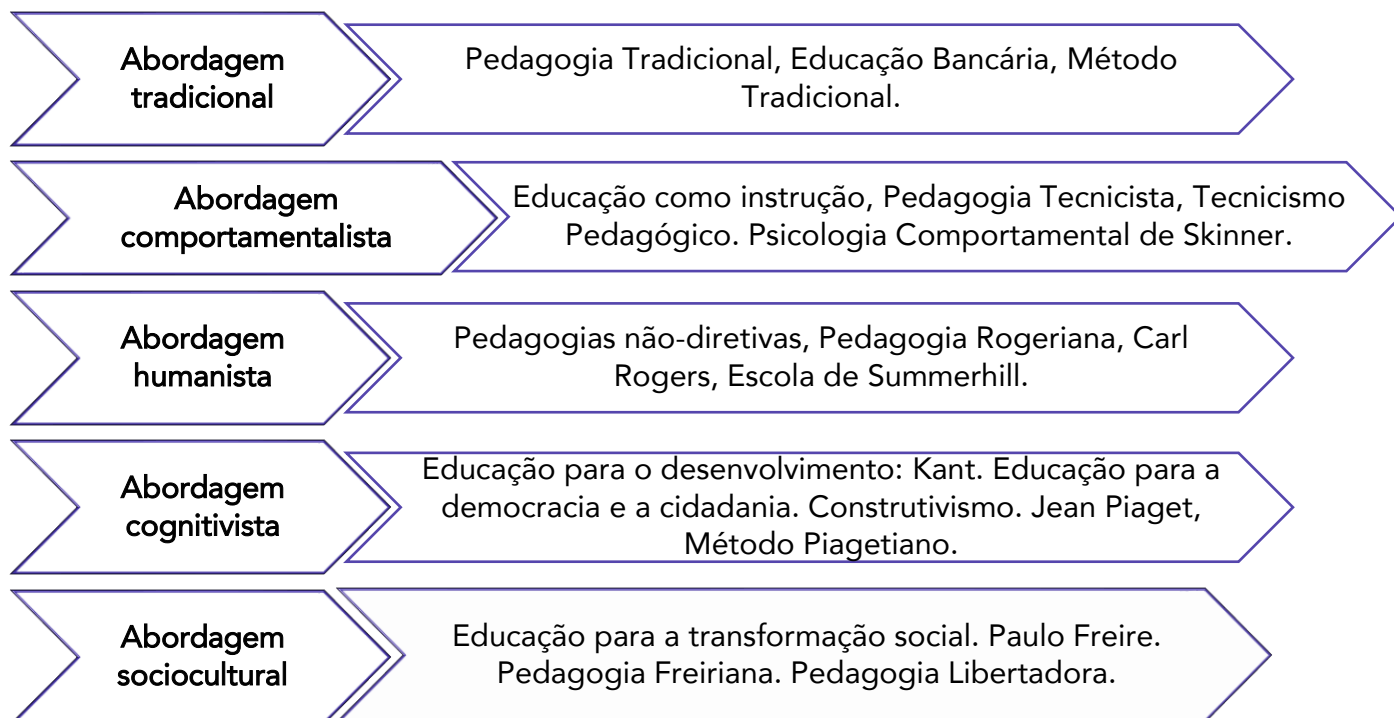 Abordagem
tradicional
Pedagogia Tradicional, Educação Bancária, Método
Tradicional.
Abordagem
comportamentalista
Educação como instrução, Pedagogia Tecnicista, Tecnicismo
Pedagógico. Psicologia Comportamental de Skinner.
Abordagem
humanista
Pedagogias não-diretivas, Pedagogia Rogeriana, Carl
Rogers, Escola de Summerhill.
Abordagem
cognitivista
Educação para o desenvolvimento: Kant. Educação para a
democracia e a cidadania. Construtivismo. Jean Piaget,
Método Piagetiano.
Abordagem
sociocultural
Educação para a transformação social. Paulo Freire.
Pedagogia Freiriana. Pedagogia Libertadora.